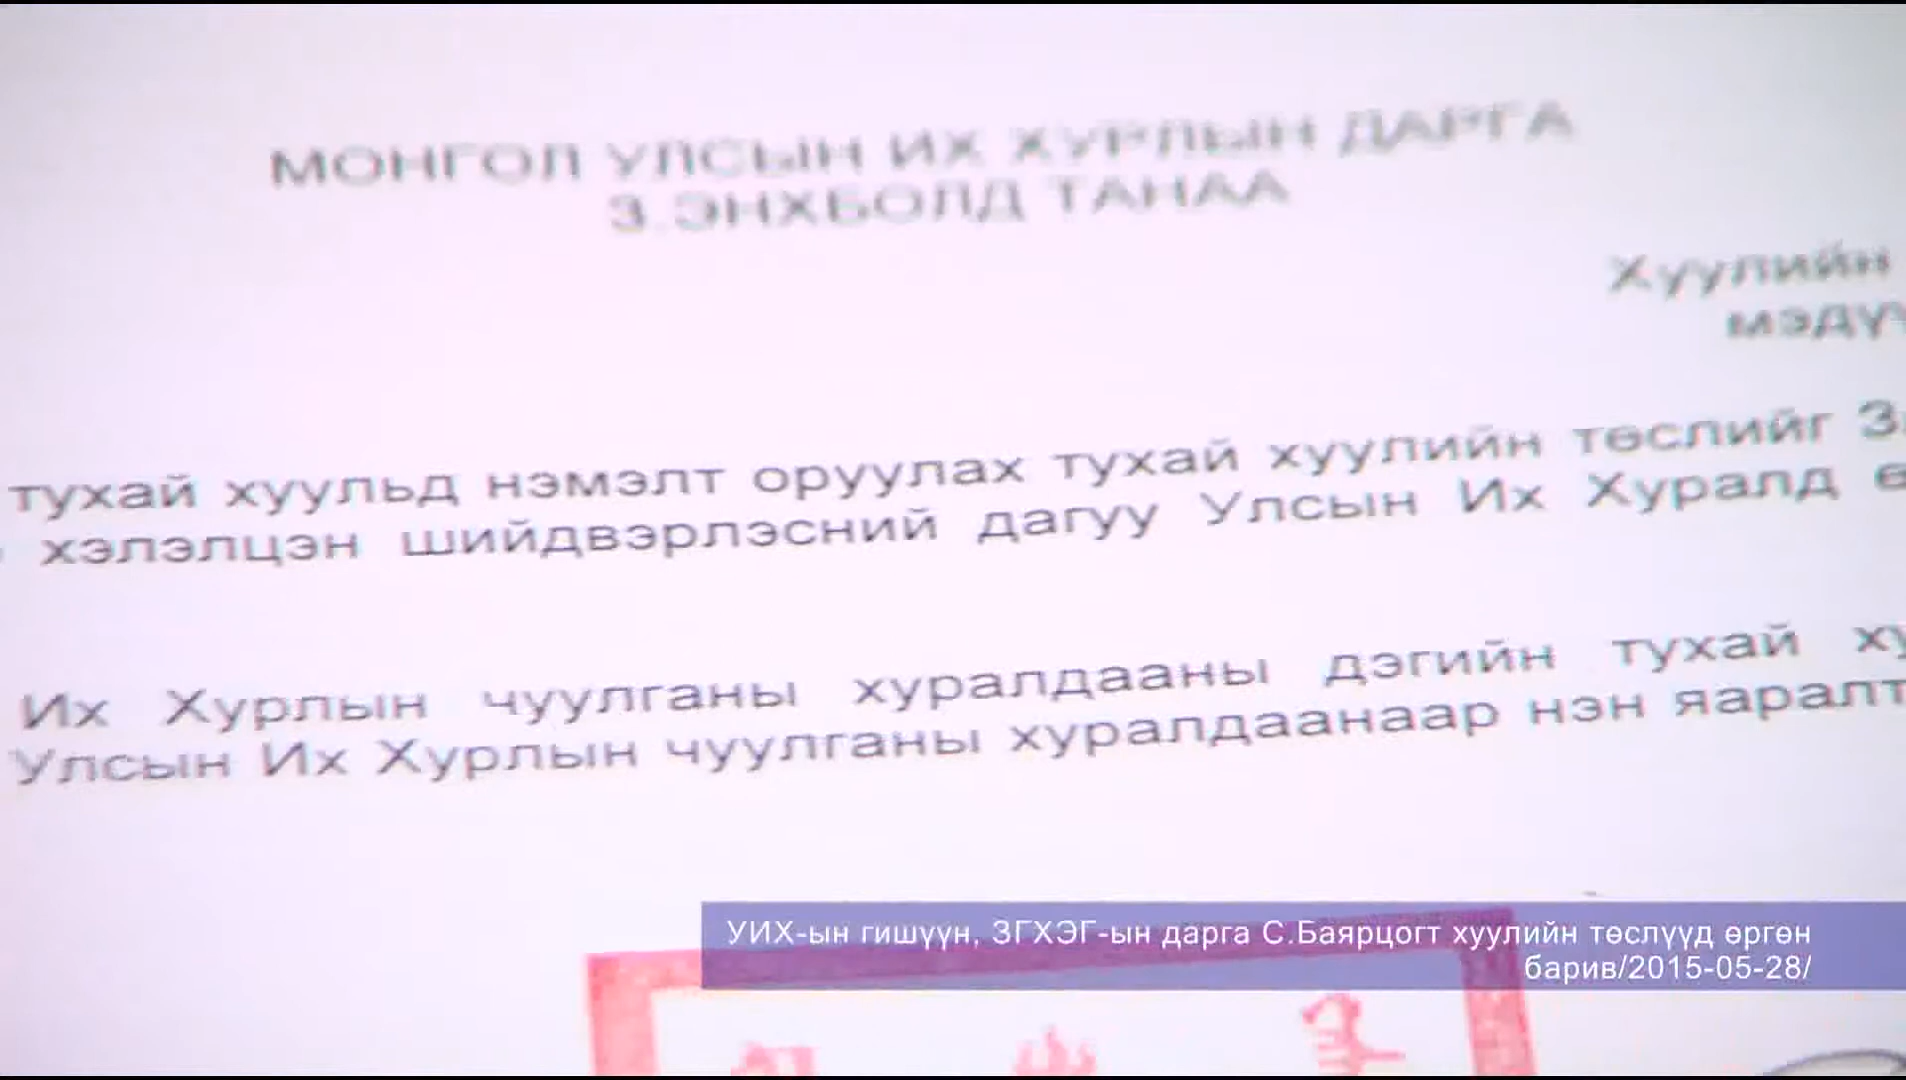 МОНГОЛ УЛСЫН ИХ ХУРЛЫН ДАРГА
З.ЭНХБОЛД ТАНАА
Хуулийн
тухай хуульд нэмэлт оруулах тухай хуулийн төслийг
хэлэлцэн шийдвэрлэсний дагуу Улсын Их Хуралд
Их Хурлын чуулганы хуралдааны дэгийн тухай
Улсын Их Хурлын чуулганы хуралдаанаар нэн яаралт
УИХ-ын гишүүн, ЗГХЭГ-ын дарга С.Баярцогт хуулийн төслүүд өргөн
барив/2015-05-28/